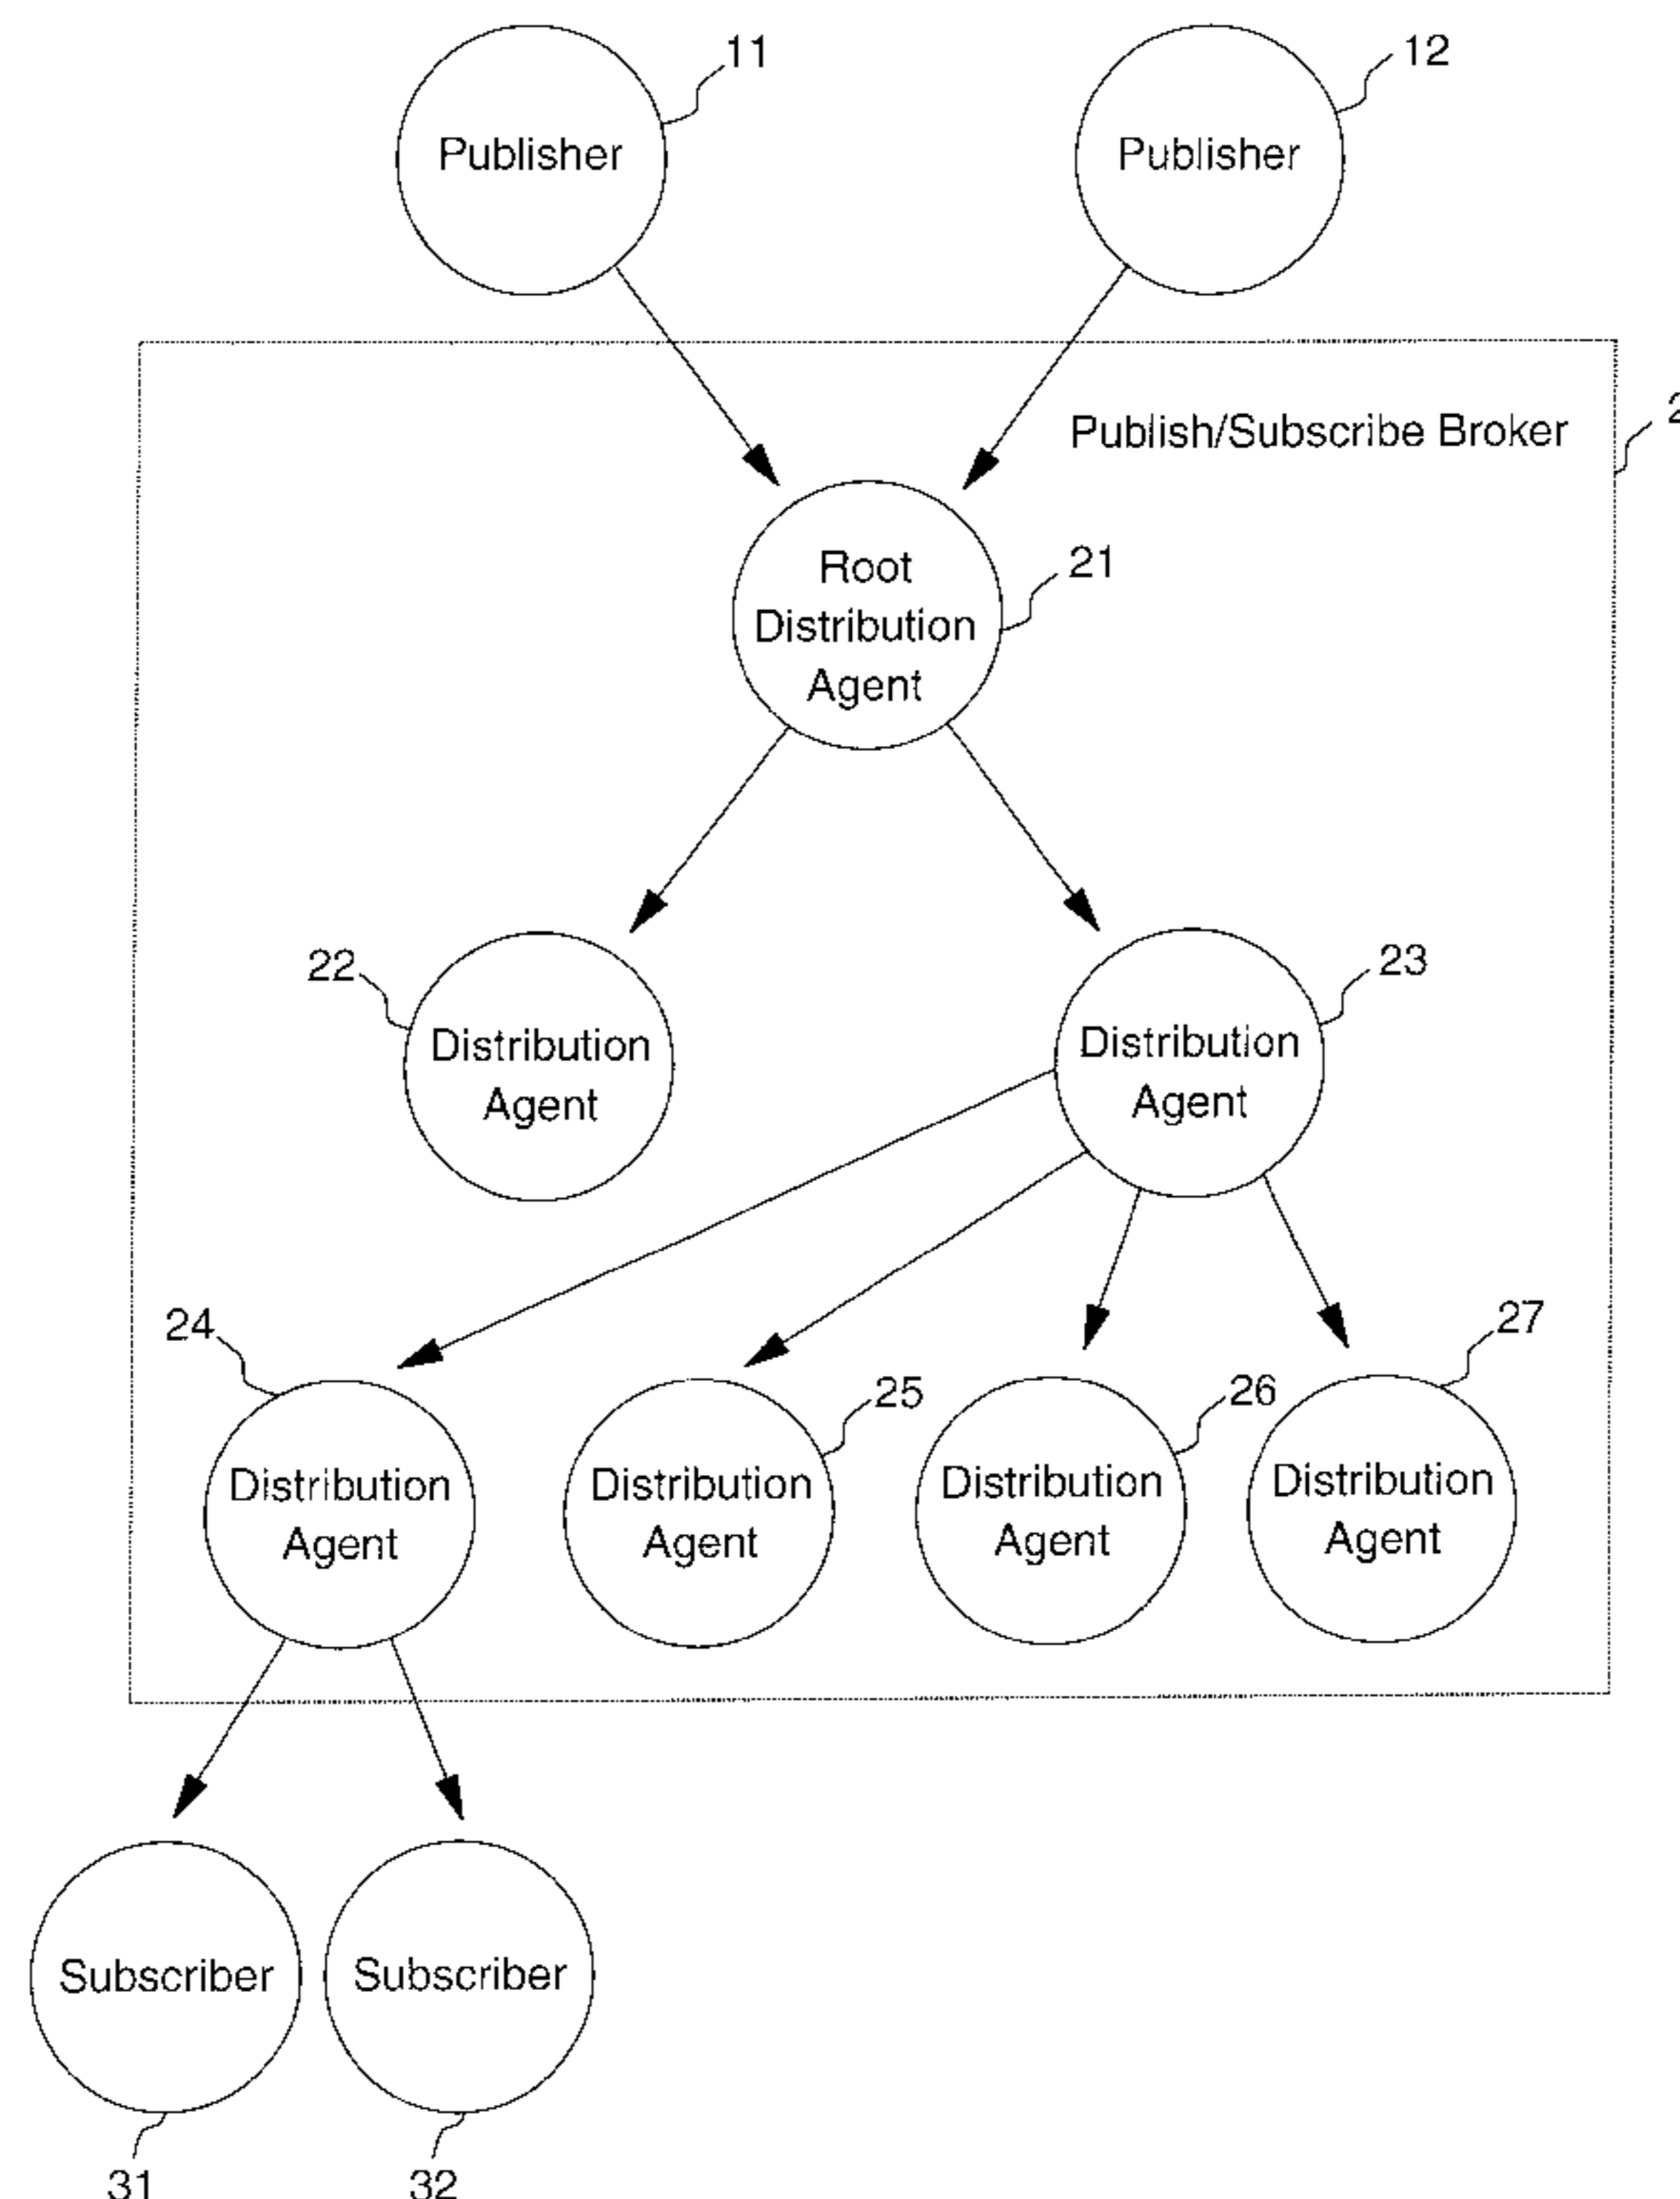 11
12
Publisher
Publisher
2
Publish/Subscribe Broker
21
Root
Distribution
Agent
22
23
Distribution
Agent
Distribution
Agent
24
27
25
26
Distribution
Agent
Distribution
Agent
Distribution
Agent
Distribution
Agent
Subscriber
Subscriber
31
32